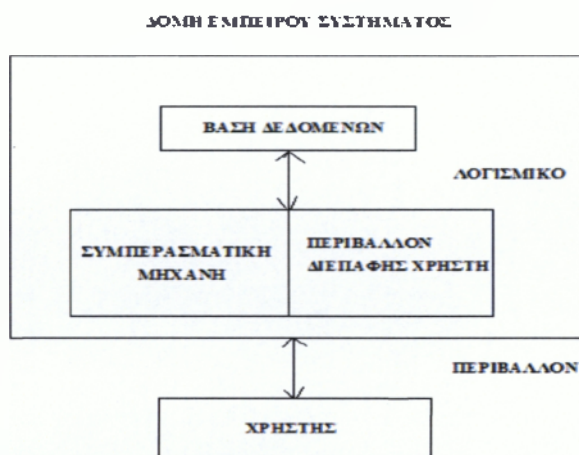 ΔΟΜΗ ΕΜΠΕΙΡΟΥ ΣΥΣΤΗΜΑΤΟΣ
ΒΑΣΗ ΔΕΔΟΜΕΝΩΝ
ΛΟΓΙΣΜΙΚΟ
ΣΥΜΠΕΡΑΣΜΑΤΙΚΗ
ΜΗΧΑΝΗ
ΠΕΡΙΒΑΛΛΟΝ
ΔΙΕΠΑΦΗΣ ΧΡΗΣΤΗ
ΠΕΡΙΒΑΛΛΟΝ
ΧΡΗΣΤΗΣ